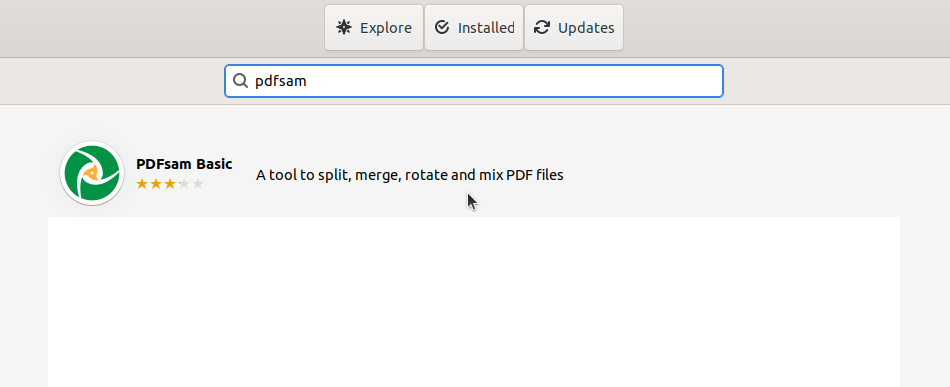 Explore Installed Updates
pdfsam
PDFsam Basic
A tool to split, merge, rotate and mix PDF files